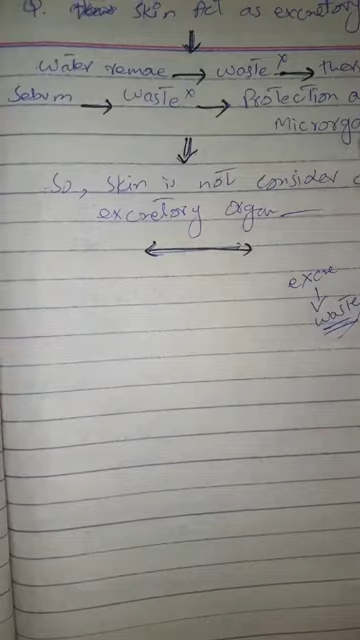 Q. Skin Act as excretory
Water remae → waste x → ther
Sebum → waste x → Protection a
Microrga
So, skin is not consider
excretory organ
excre
↓
waste